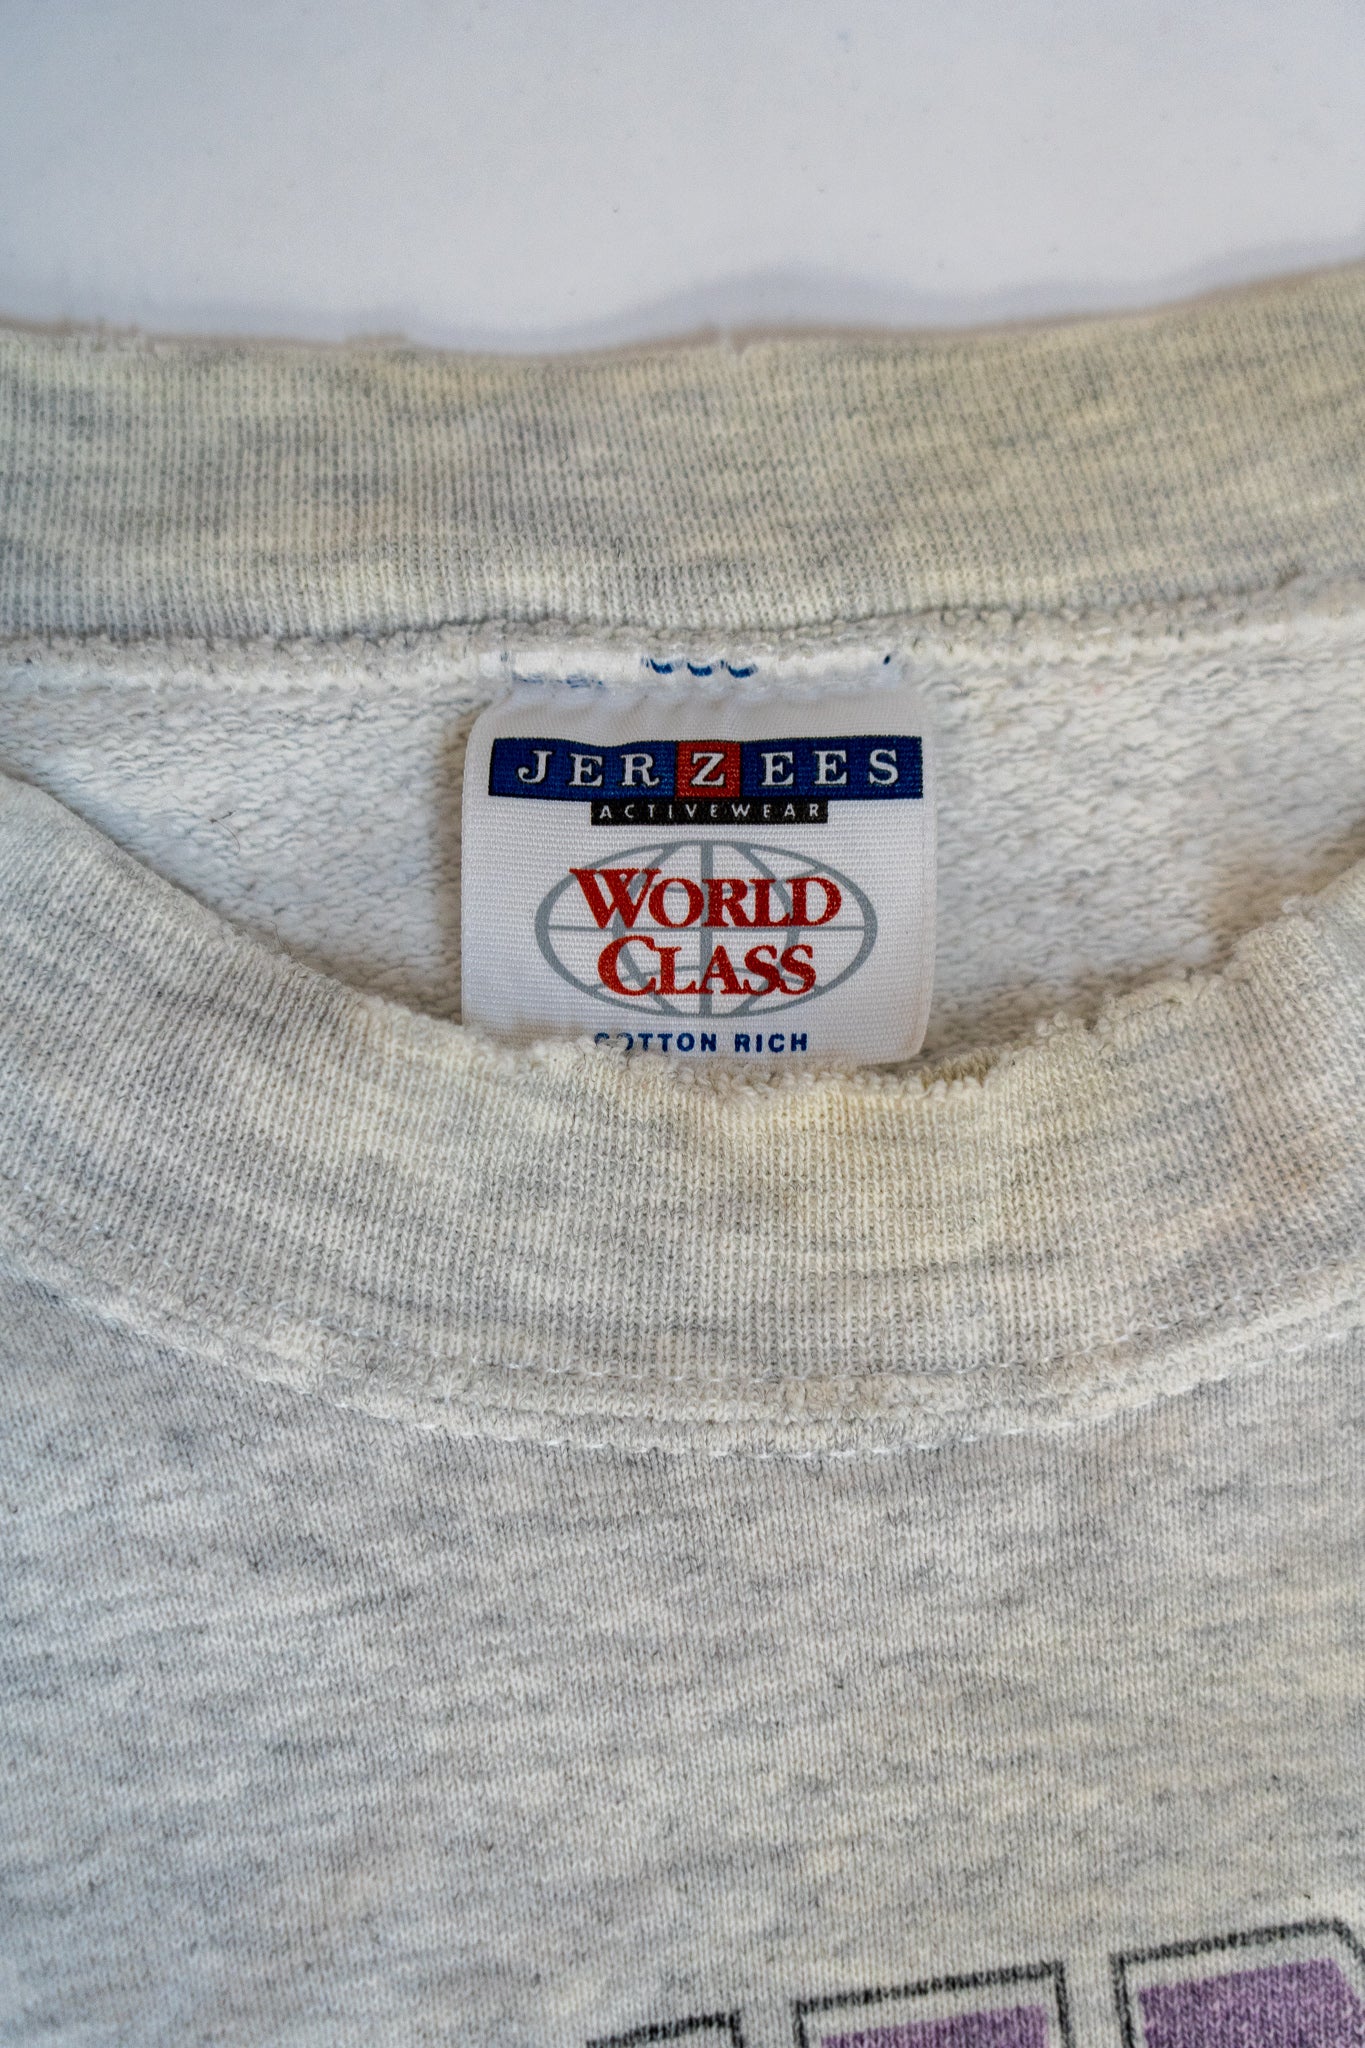 JERZEES
ACTIVEWEAR
WORLD
CLASS
COTTON RICH